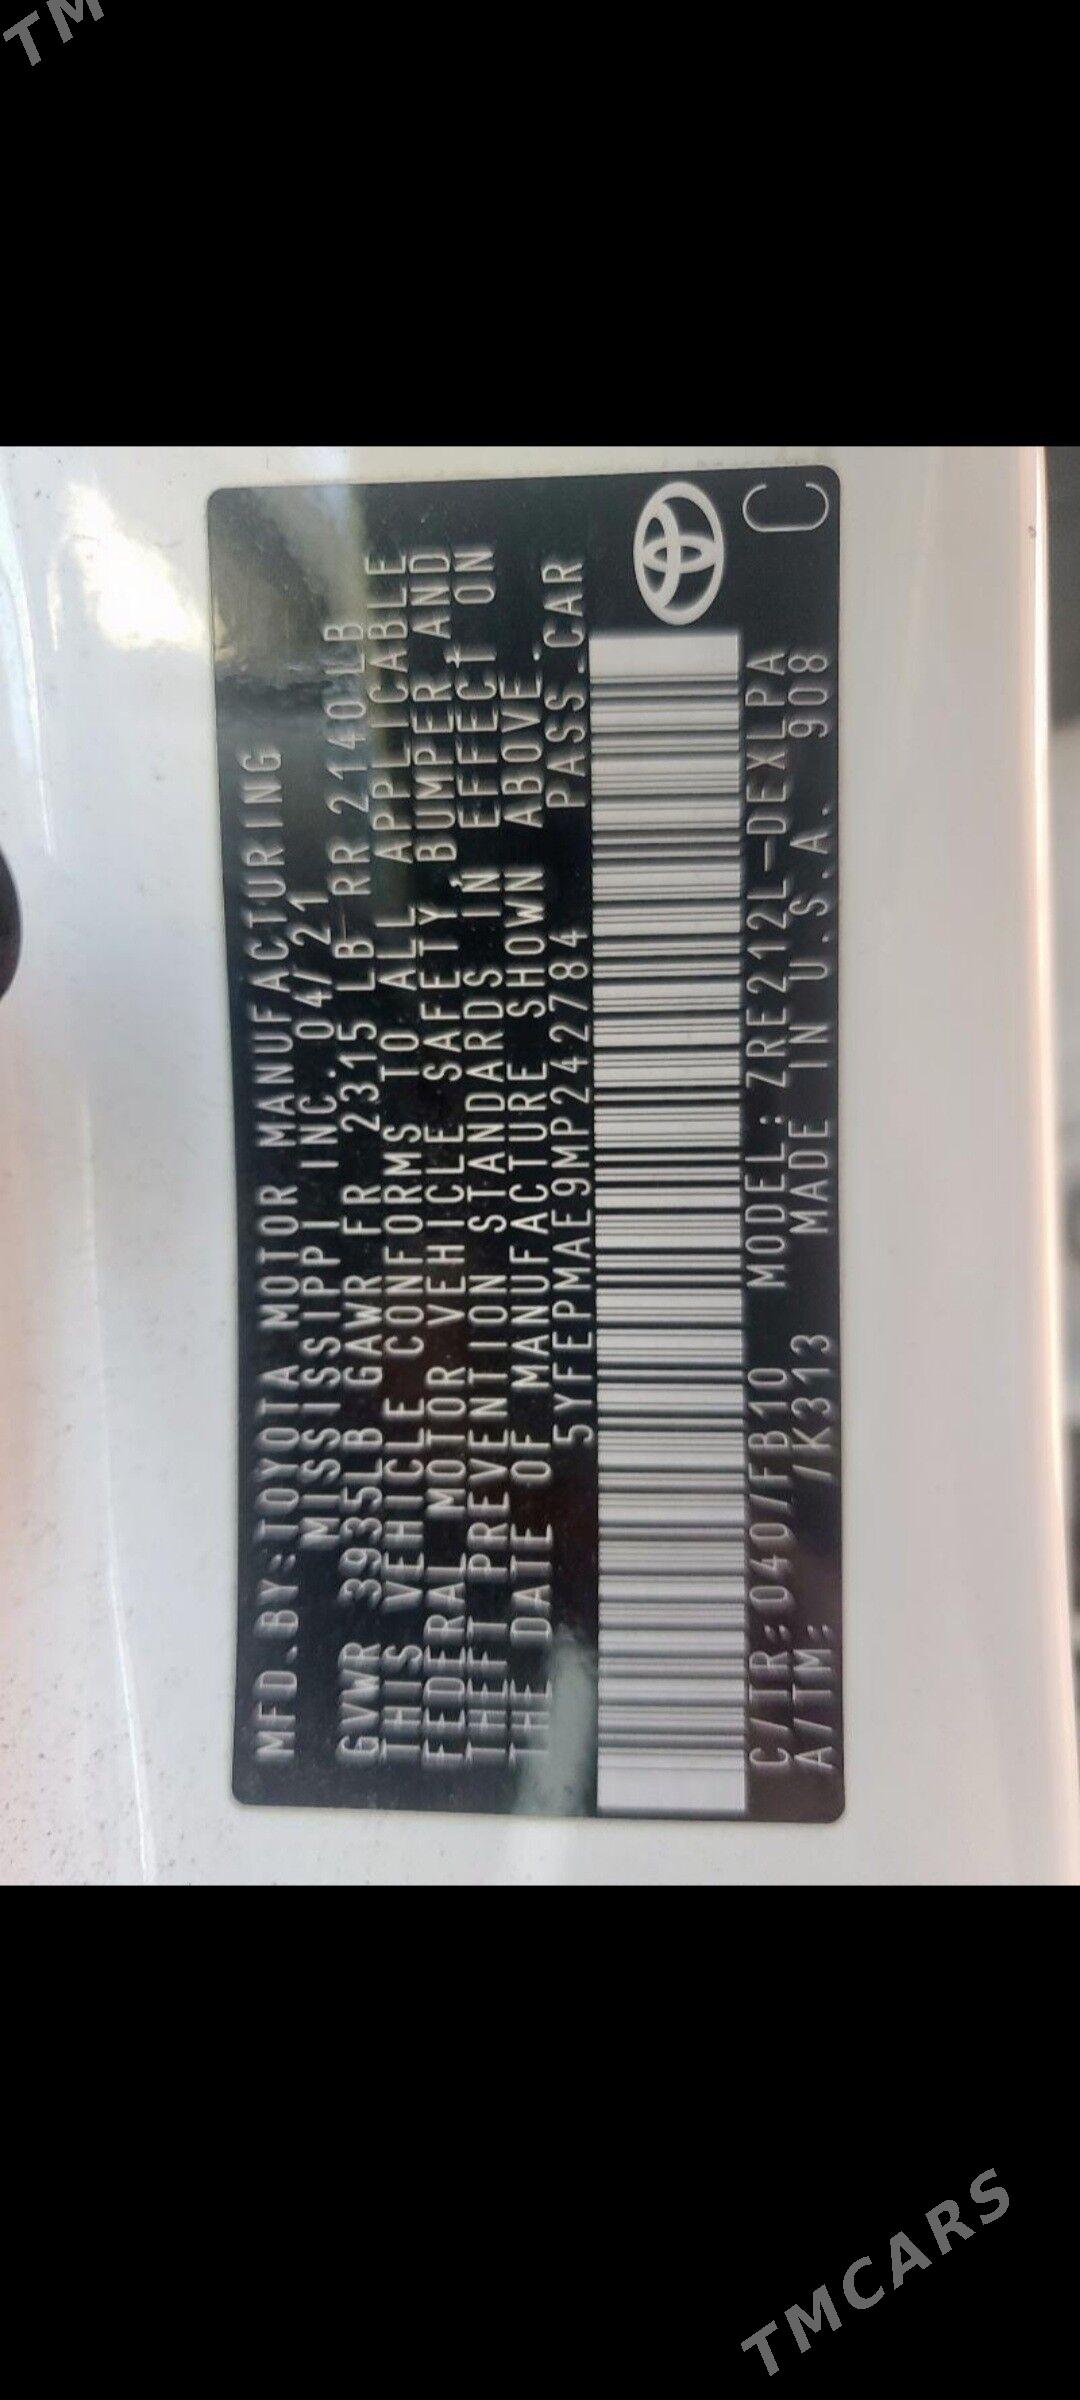 TM
MFD.BY:TOYOTA MOTOR MANUFACTURING
MISSISSIPPI INC. 04/21
GVWR 3935LB GAWR FR 2315 LB RR 2140 LB
THIS VEHICLE CONFORMS TO ALL APPLICABLE
FEDERAL MOTOR VEHICLE SAFETY BUMPER AND
THEFT PREVENTION STANDARDS IN EFFECT ON
THE DATE OF MANUFACTURE SHOWN ABOVE.
5YFEPMAE9MP242784 PASS.CAR
C/TR:040/FB10 MODEL:ZRE212L-DEXLPA
A/TM: /K313 MADE IN U.S.A. 908
C
TMCARS